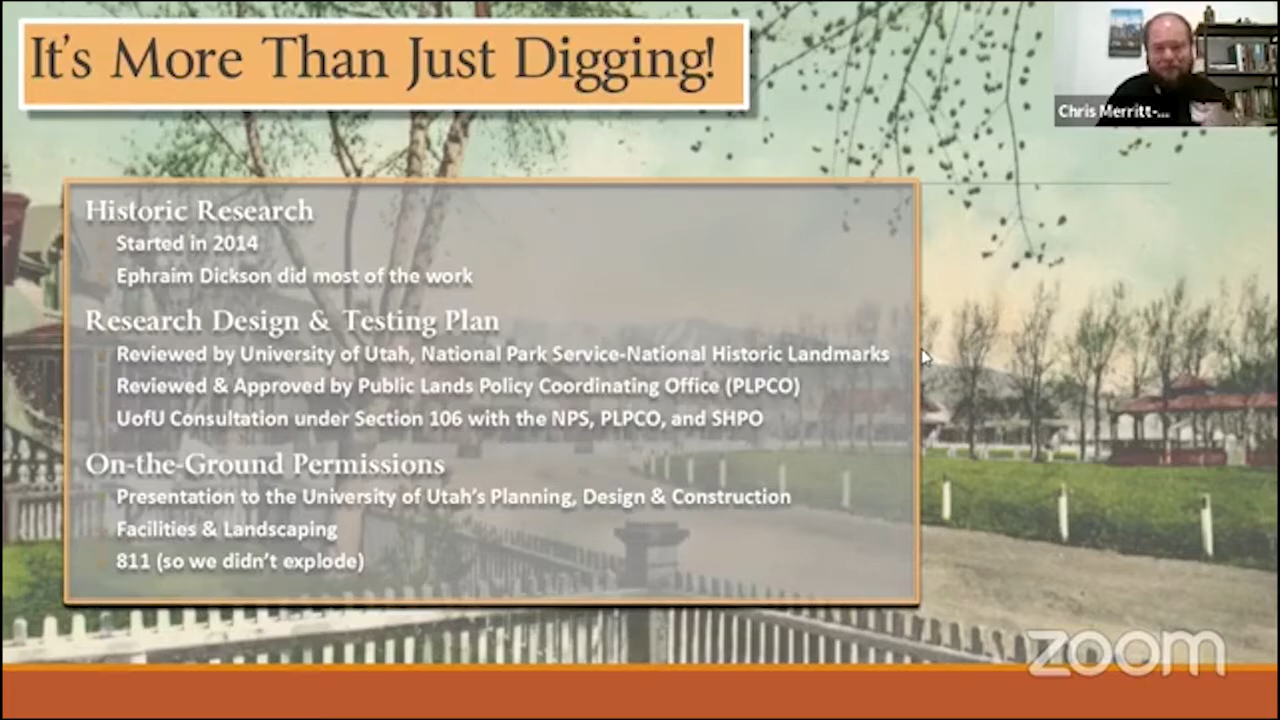 It's More Than Just Digging!
Chris Merritt-...
Historic Research
Started in 2014
Ephraim Dickson did most of the work
Research Design & Testing Plan
Reviewed by University of Utah, National Park Service-National Historic Landmarks
Reviewed & Approved by Public Lands Policy Coordinating Office (PLPCO)
UofU Consultation under Section 106 with the NPS, PLPCO, and SHPO
On-the-Ground Permissions
Presentation to the University of Utah's Planning, Design & Construction
Facilities & Landscaping
811 (so we didn't explode)
zoom